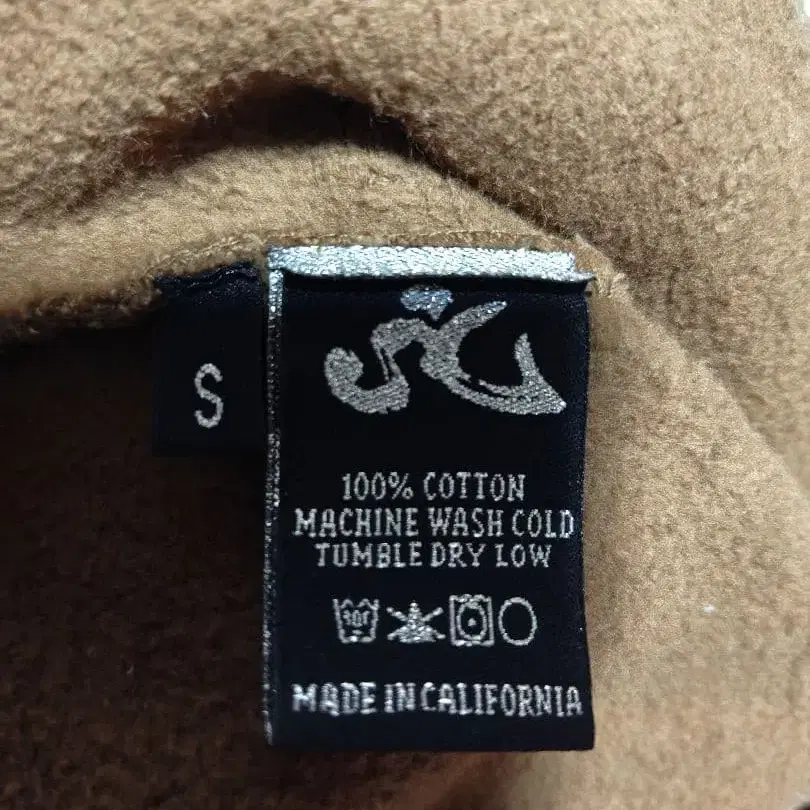 S
100% COTTON
MACHINE WASH COLD
TUMBLE DRY LOW
MADE IN CALIFORNIA